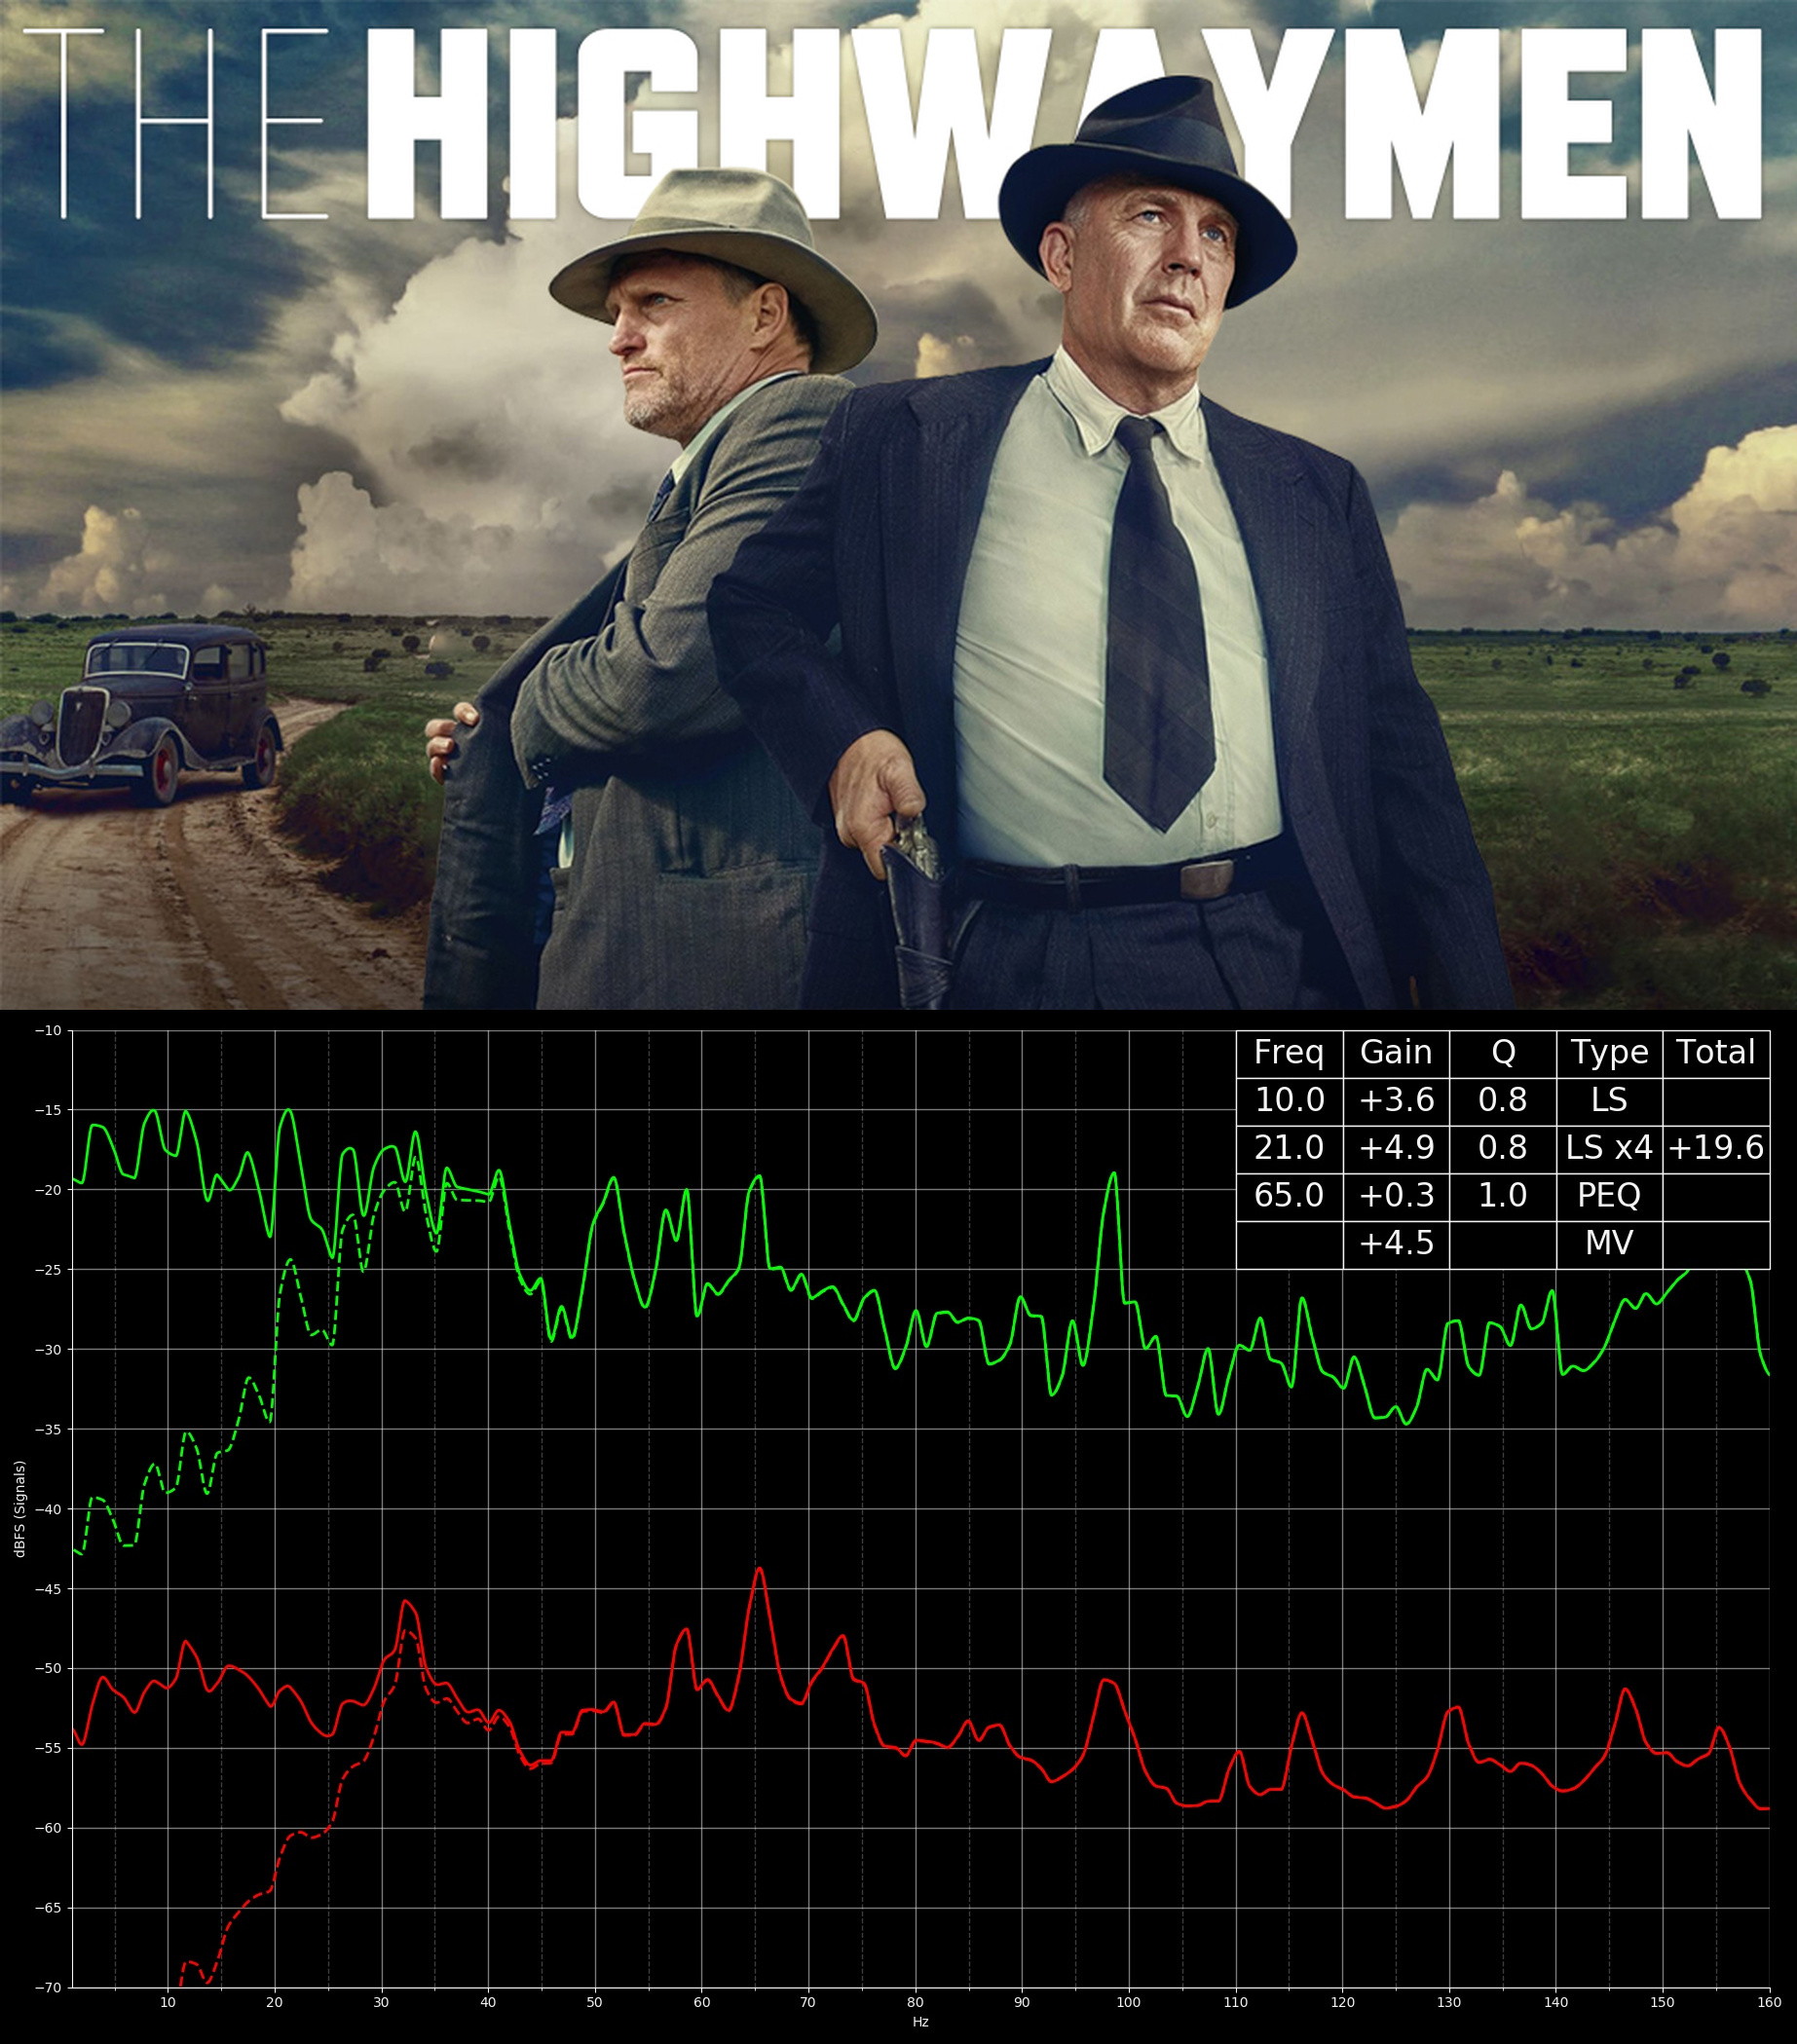 THE HIGHWAYMEN
Freq Gain Q Type Total
10.0 +3.6 0.8 LS
21.0 +4.9 0.8 LS x4 +19.6
65.0 +0.3 1.0 PEQ
+4.5 MV
−10
−15
−20
−25
−30
−35
−40
−45
−50
−55
−60
−65
−70
dBFS (Signals)
10 20 30 40 50 60 70 80 90 100 110 120 130 140 150 160
Hz